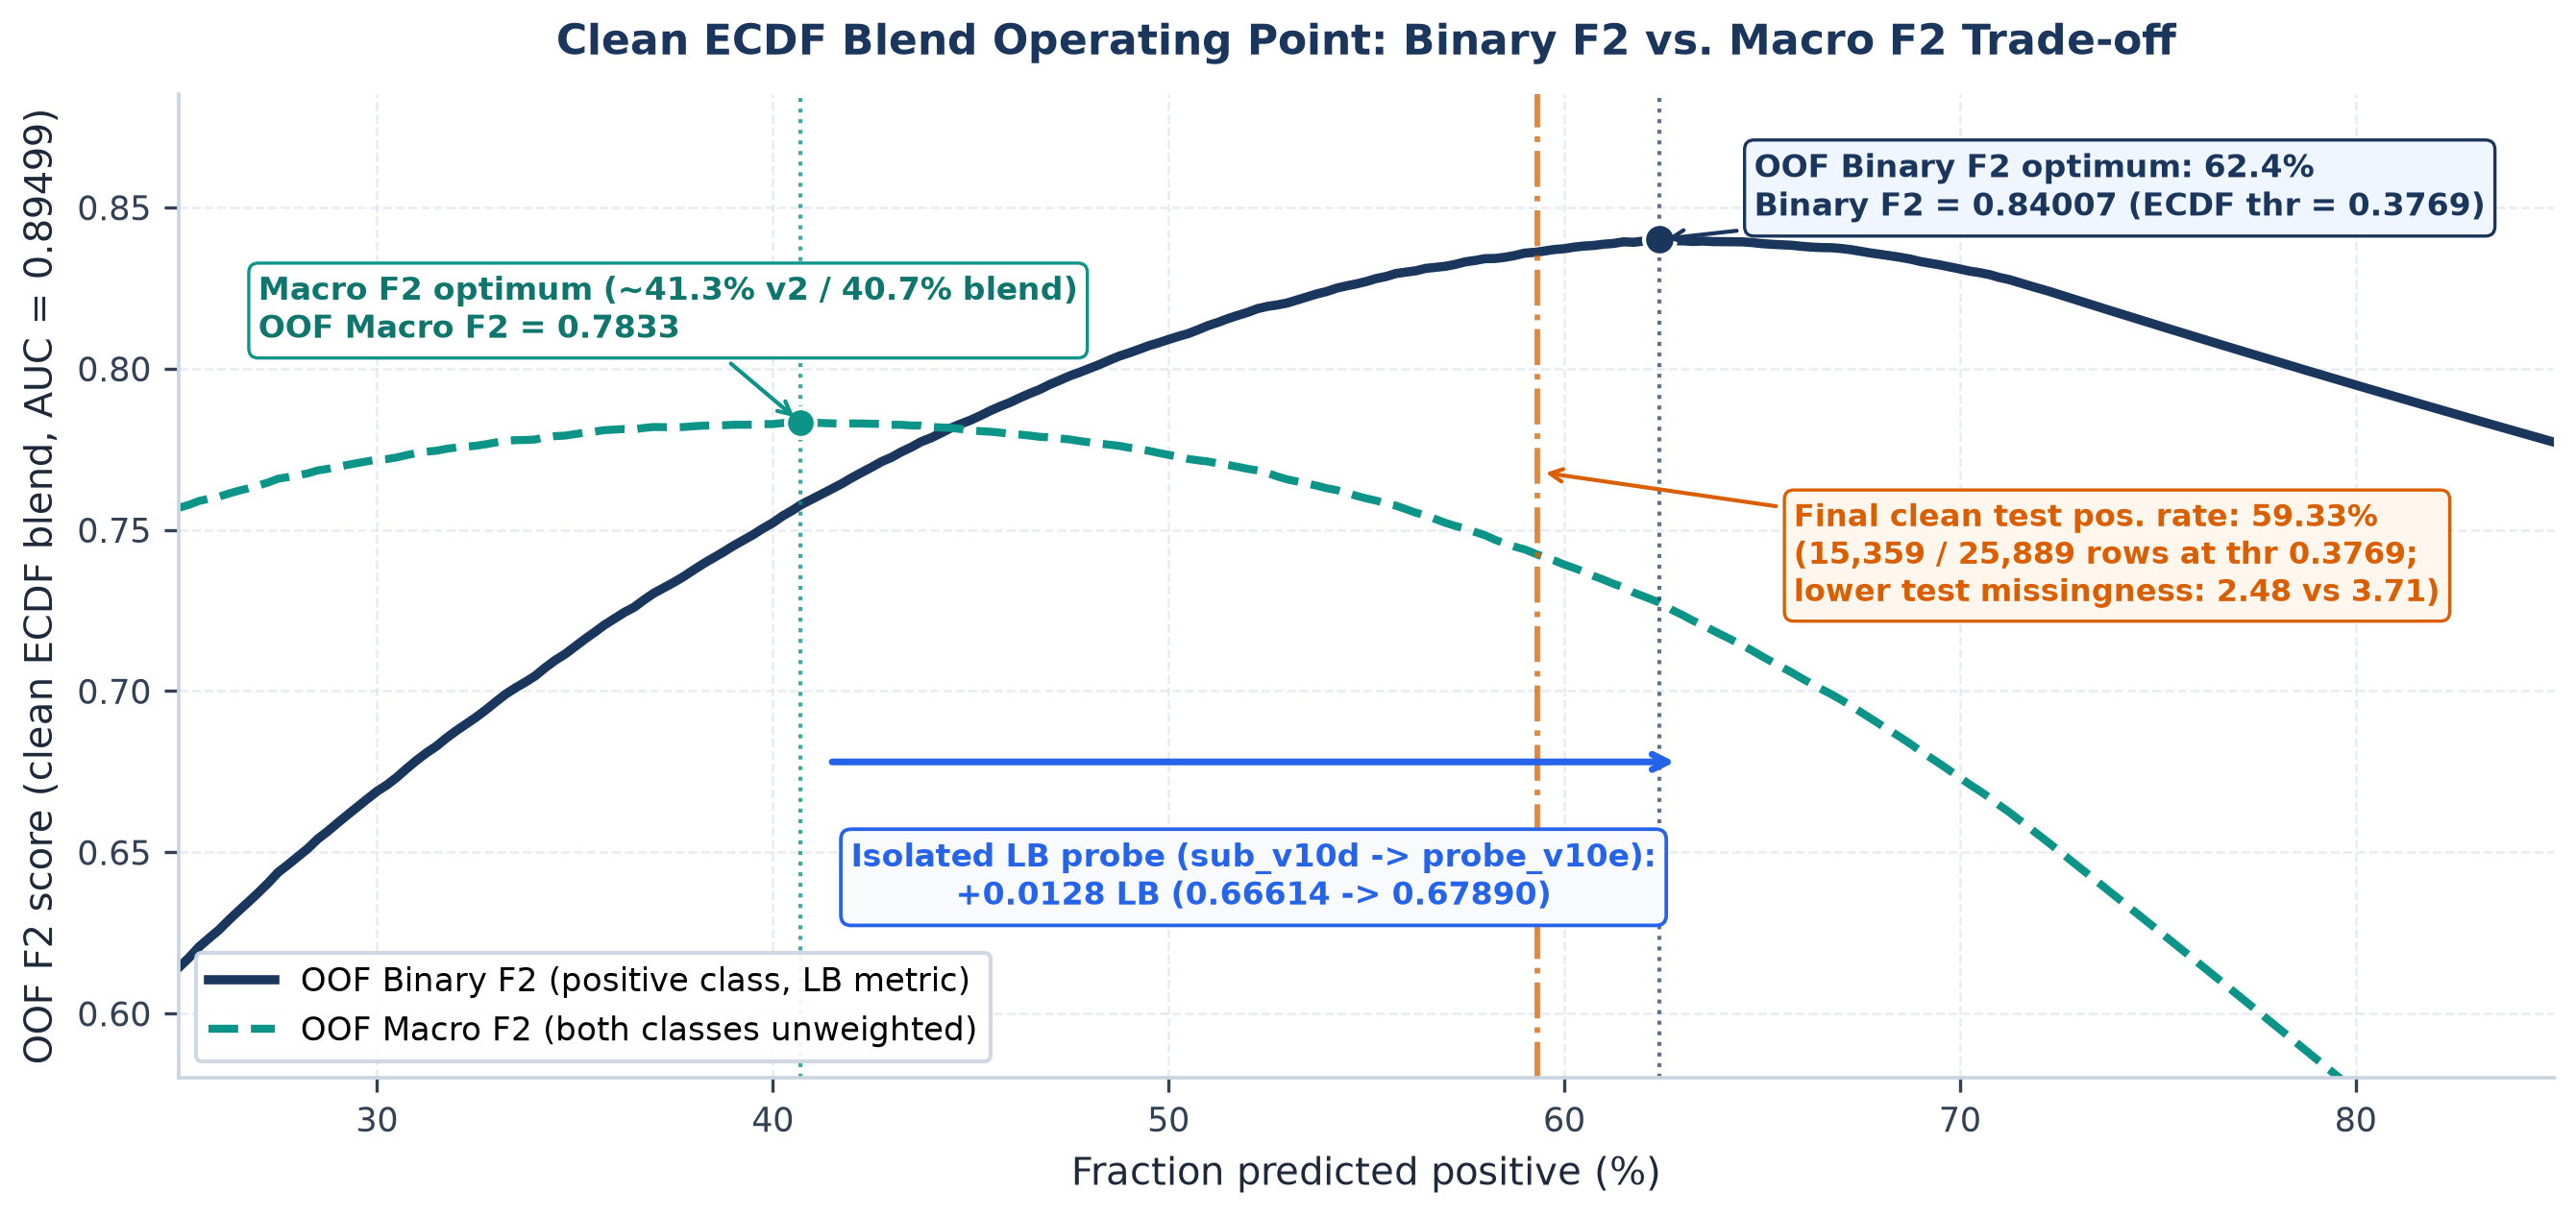 Clean ECDF Blend Operating Point: Binary F2 vs. Macro F2 Trade-off
OOF F2 score (clean ECDF blend, AUC = 0.89499)
0.85
0.80
0.75
0.70
0.65
0.60
OOF Binary F2 optimum: 62.4%
Binary F2 = 0.84007 (ECDF thr = 0.3769)
Macro F2 optimum (~41.3% v2 / 40.7% blend)
OOF Macro F2 = 0.7833
Final clean test pos. rate: 59.33%
(15,359 / 25,889 rows at thr 0.3769;
lower test missingness: 2.48 vs 3.71)
Isolated LB probe (sub_v10d -> probe_v10e):
+0.0128 LB (0.66614 -> 0.67890)
OOF Binary F2 (positive class, LB metric)
OOF Macro F2 (both classes unweighted)
30
40
50
60
70
80
Fraction predicted positive (%)